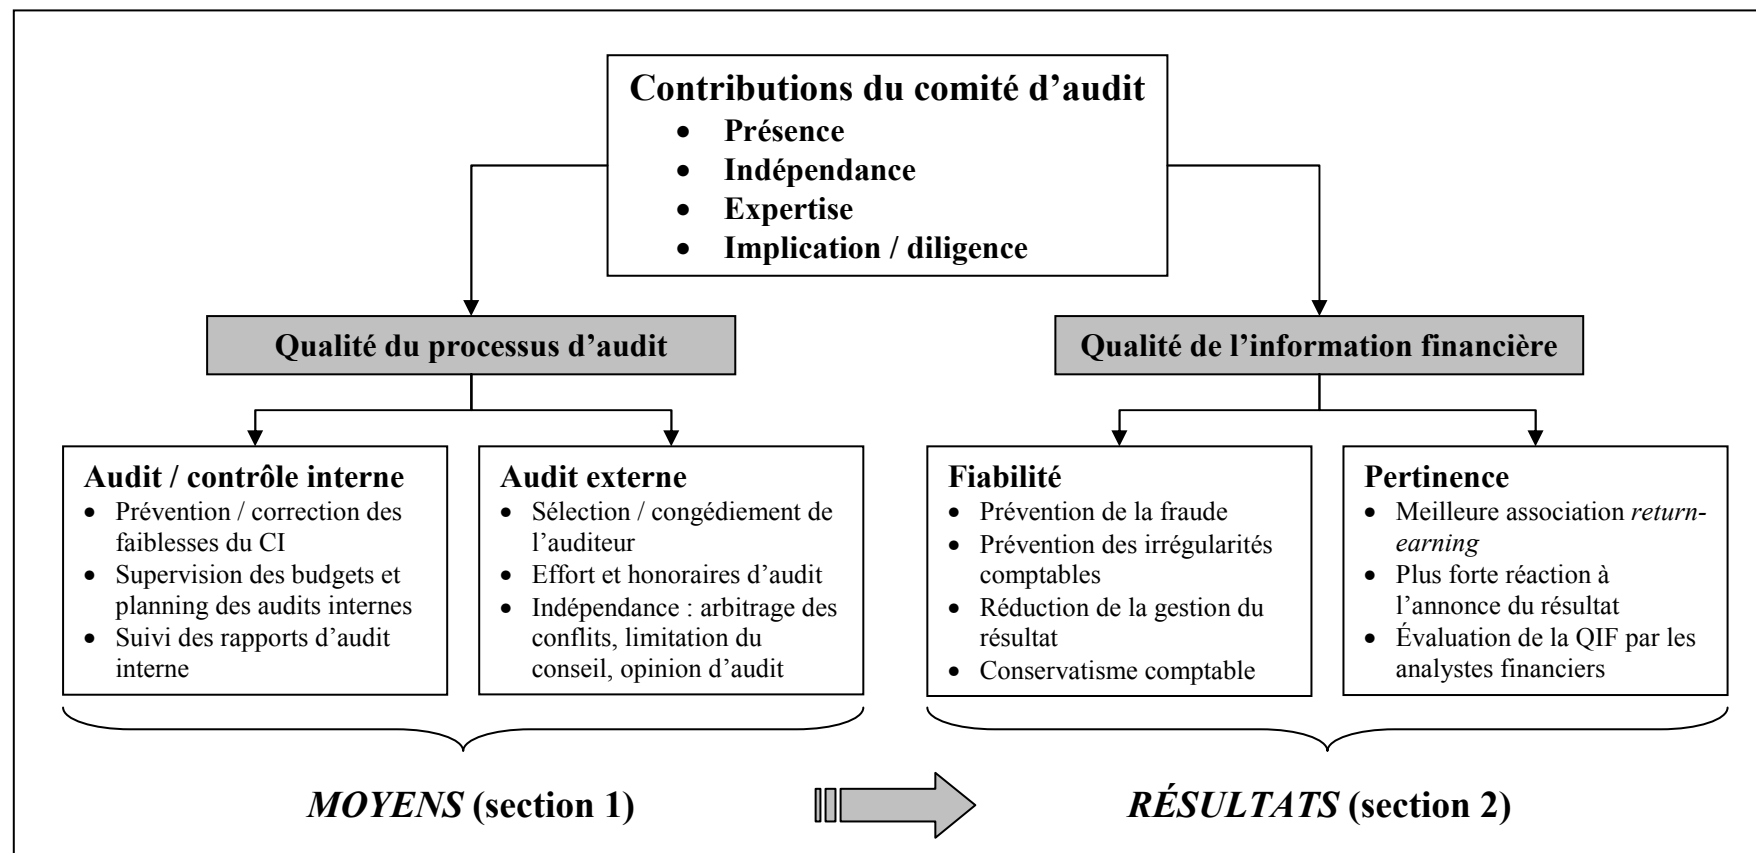 Contributions du comité d’audit
• Présence
• Indépendance
• Expertise
• Implication / diligence
Qualité du processus d’audit
Qualité de l’information financière
Audit / contrôle interne
• Prévention / correction des
faiblesses du CI
• Supervision des budgets et
planning des audits internes
• Suivi des rapports d’audit
interne
Audit externe
• Sélection / congédiement de
l’auditeur
• Effort et honoraires d’audit
• Indépendance : arbitrage des
conflits, limitation du
conseil, opinion d’audit
Fiabilité
• Prévention de la fraude
• Prévention des irrégularités
comptables
• Réduction de la gestion du
résultat
• Conservatisme comptable
Pertinence
• Meilleure association return-
earning
• Plus forte réaction à
l’annonce du résultat
• Évaluation de la QIF par les
analystes financiers
MOYENS (section 1)
RÉSULTATS (section 2)